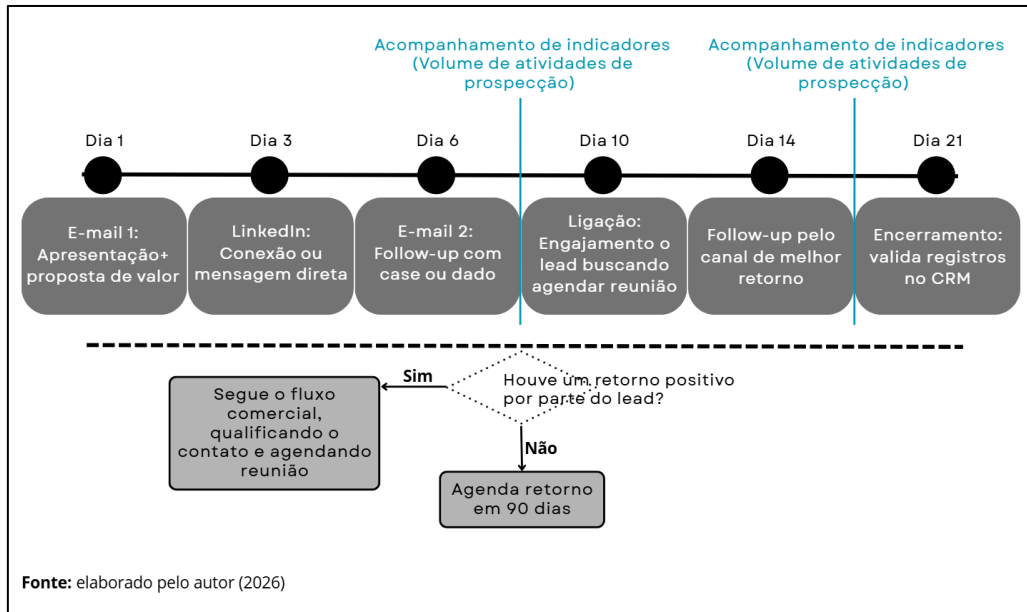 Acompanhamento de indicadores
(Volume de atividades de
prospecção)
Acompanhamento de indicadores
(Volume de atividades de
prospecção)
Dia 1
Dia 3
Dia 6
Dia 10
Dia 14
Dia 21
E-mail 1:
Apresentação+
proposta de valor
LinkedIn:
Conexão ou
mensagem direta
E-mail 2:
Follow-up com
case ou dado
Ligação:
Engajamento o
lead buscando
agendar reunião
Follow-up pelo
canal de melhor
retorno
Encerramento:
valida registros
no CRM
Houve um retorno positivo
por parte do lead?
Sim
Segue o fluxo
comercial,
qualificando o
contato e agendando
reunião
Não
Agenda retorno
em 90 dias
Fonte: elaborado pelo autor (2026)